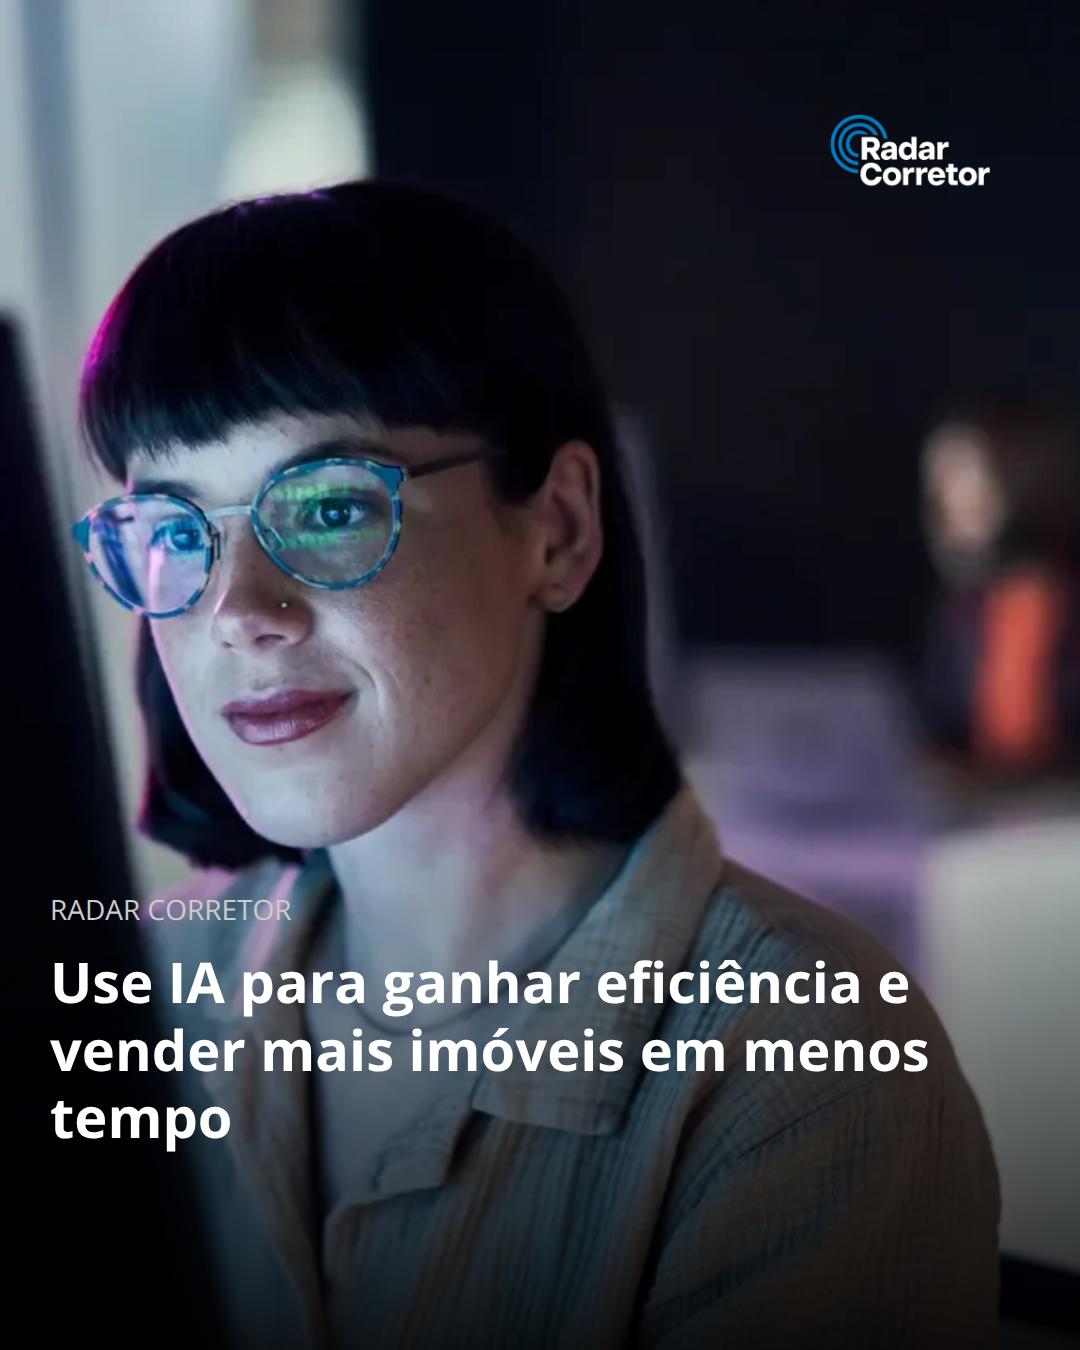 Radar
Corretor
RADAR CORRETOR
Use IA para ganhar eficiência e
vender mais imóveis em menos
tempo